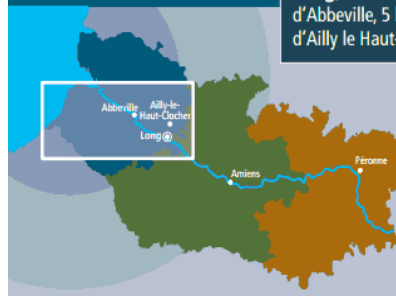 d'Abbeville, 5
d'Ailly le Haut-
Abbeville
Ailly-le-
Haut-Clocher
Long
Amiens
Péronne